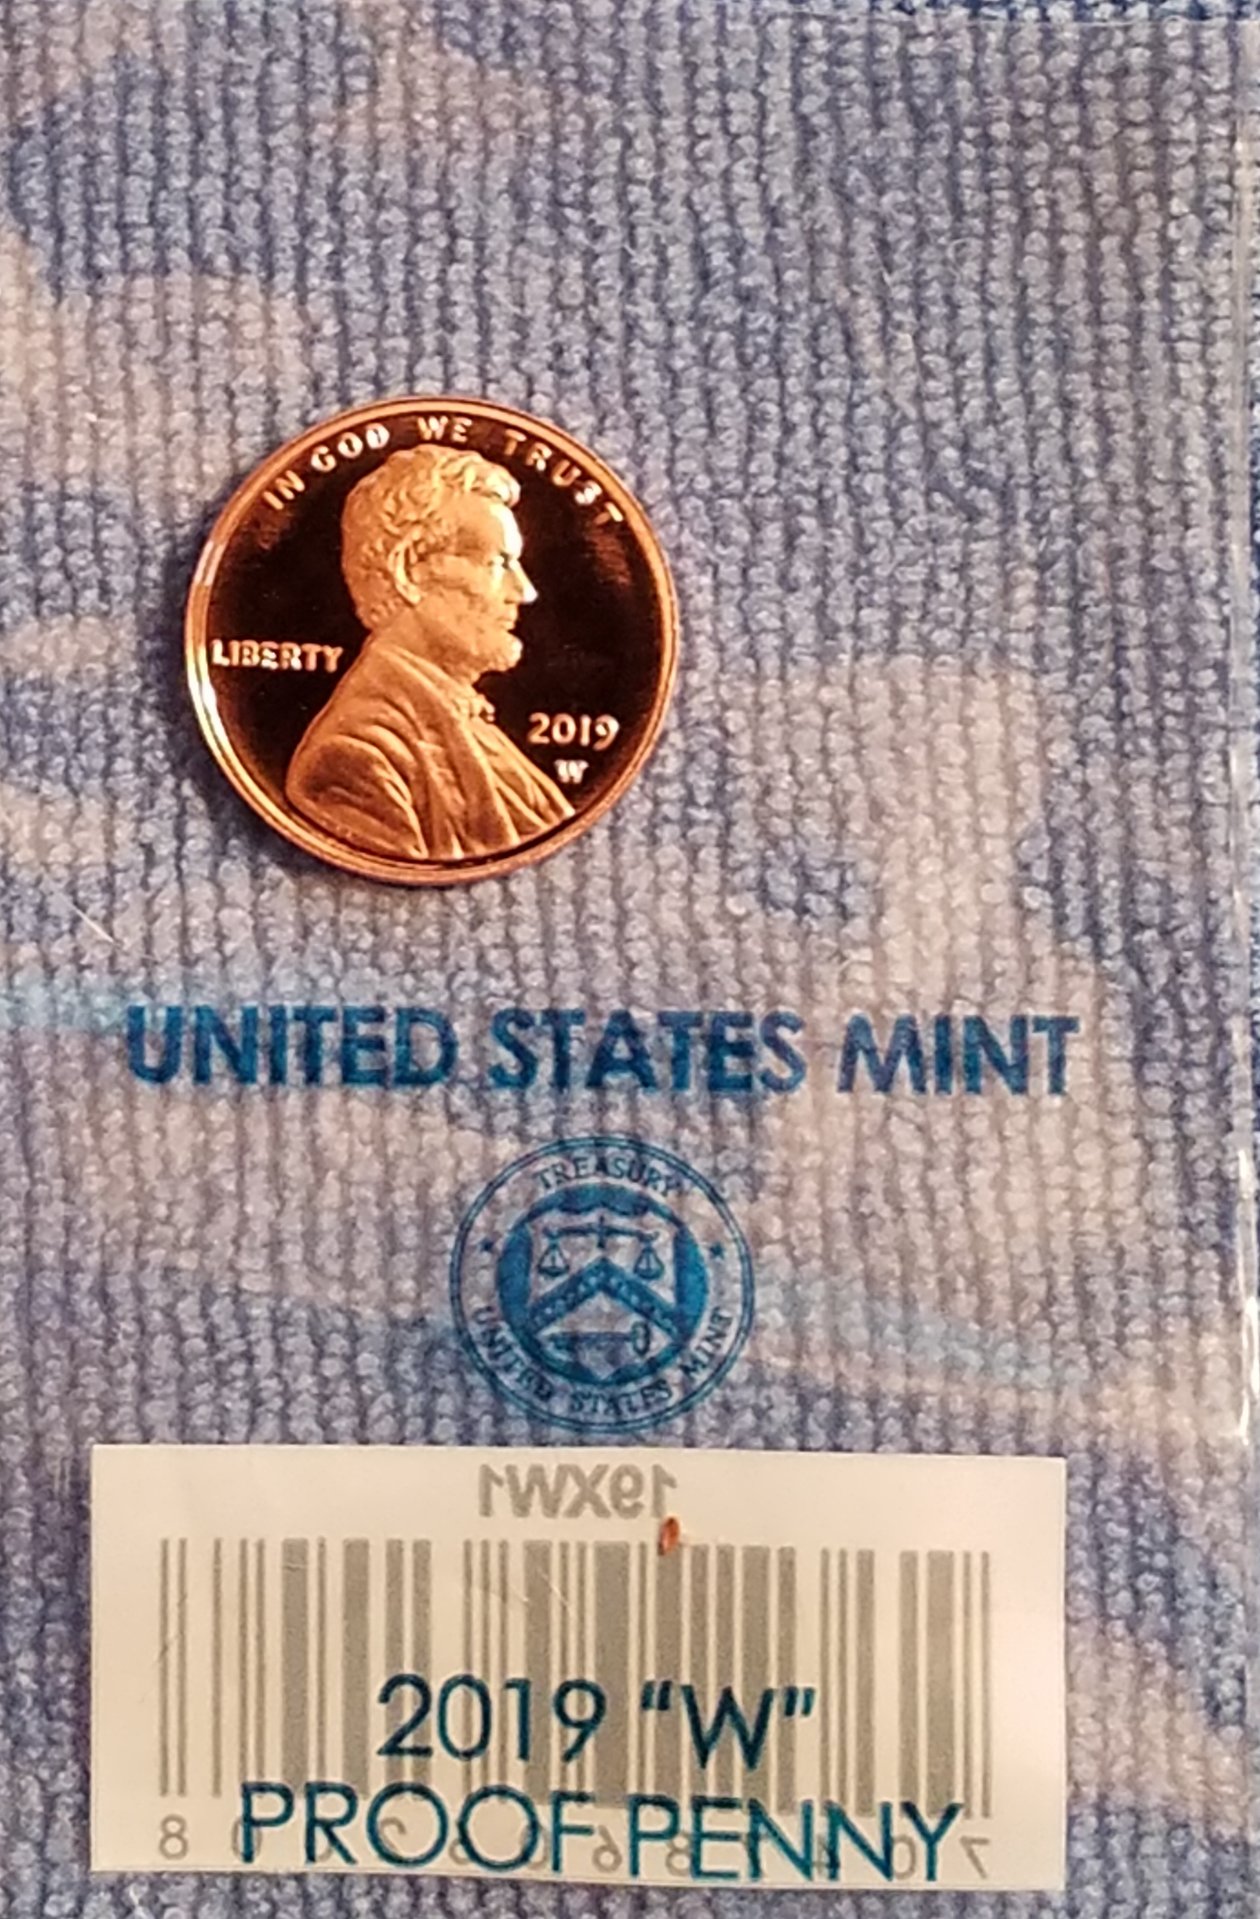 IN GOD WE TRUST
LIBERTY
2019
W
UNITED STATES MINT
TREASURY
UNITED STATES MINT
19XW1
2019 "W"
PROOF PENNY